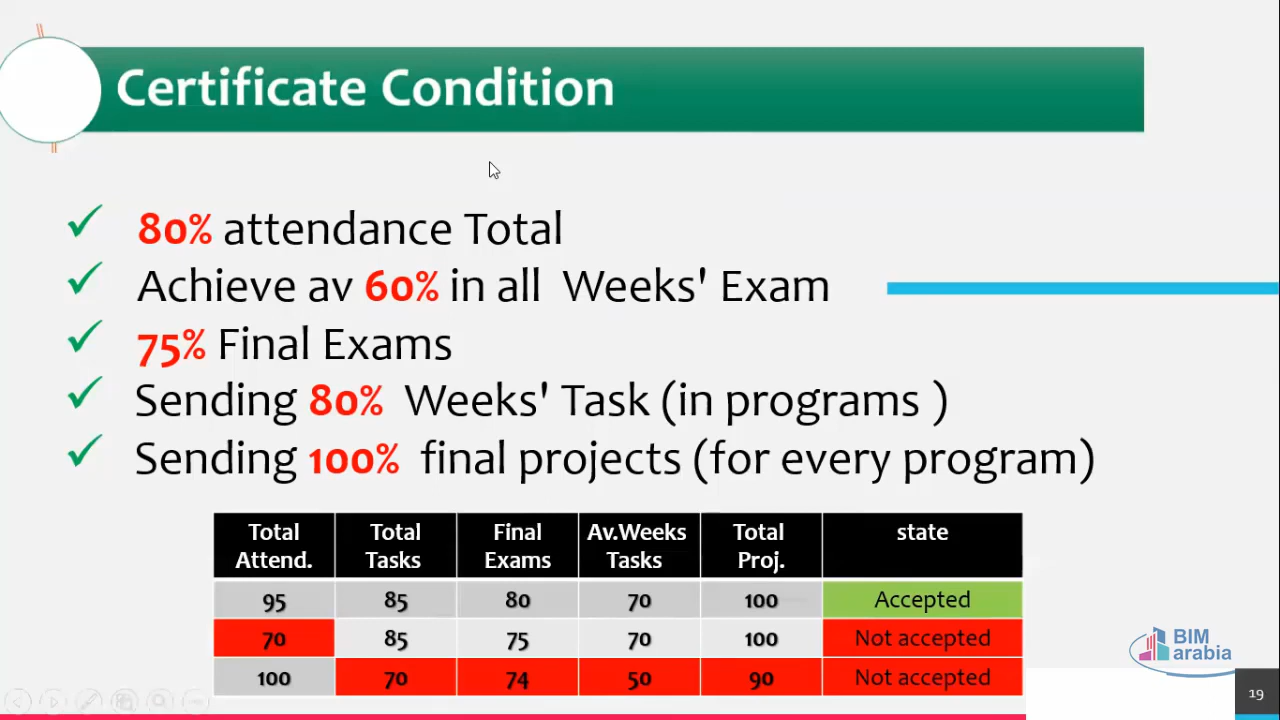 Certificate Condition
80% attendance Total
Achieve av 60% in all Weeks' Exam
75% Final Exams
Sending 80% Weeks' Task (in programs )
Sending 100% final projects (for every program)
Total Attend. Total Tasks Final Exams Av.Weeks Tasks Total Proj. state
95 85 80 70 100 Accepted
70 85 75 70 100 Not accepted
100 70 74 50 90 Not accepted
BIM
arabia
19